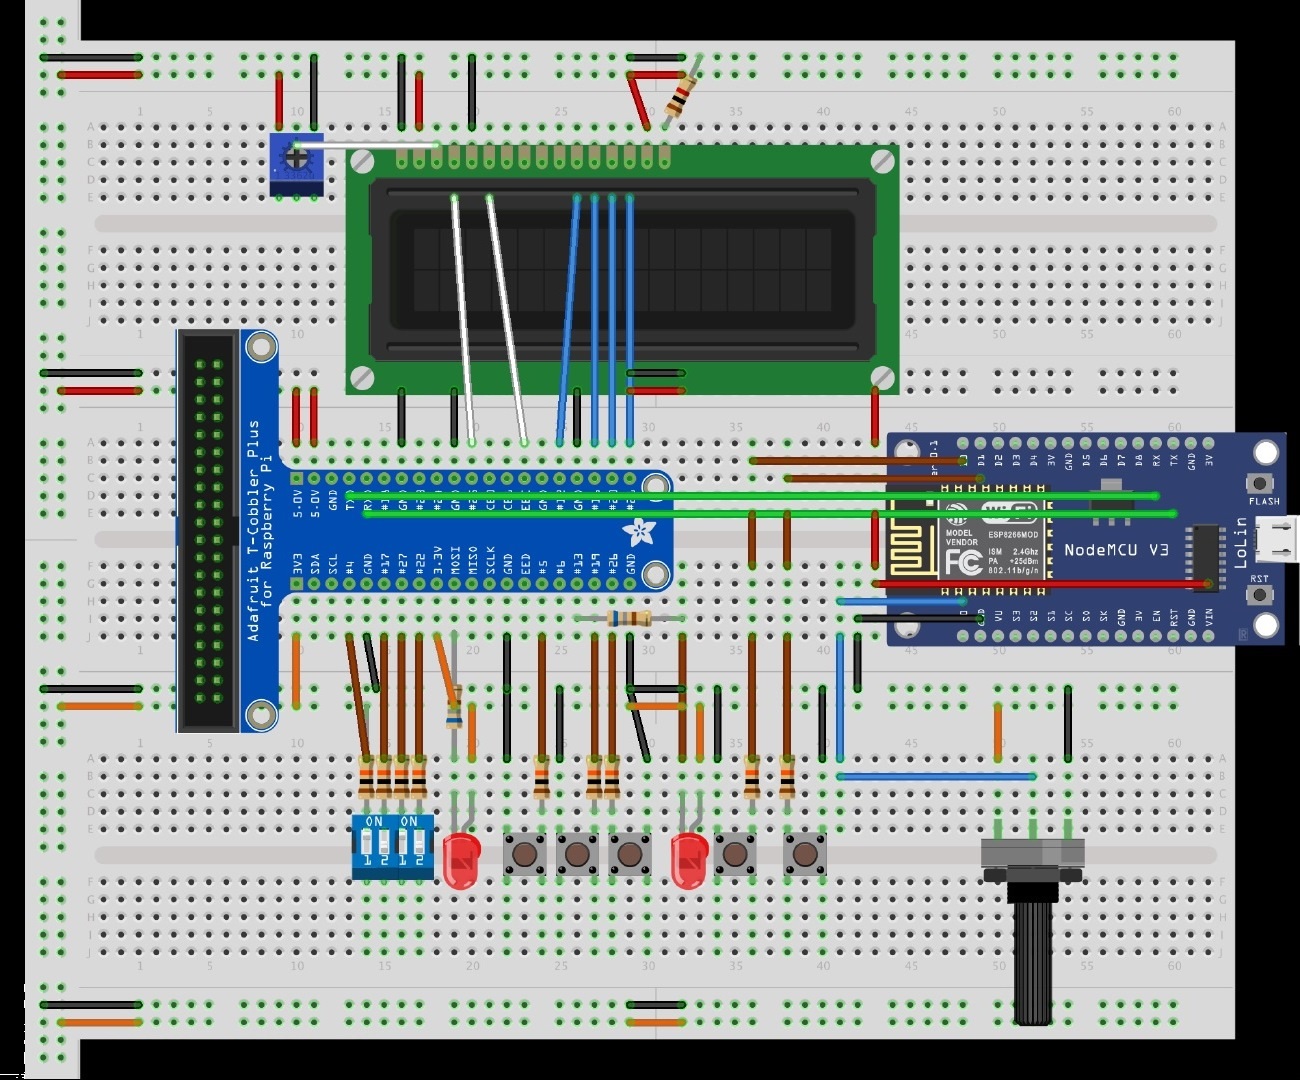 1 5 10 15 20 25 30 35 40 45 50 55 60
Adafruit T-Cobbler Plus
for Raspberry Pi
5.0V
5.0V
GND
3V3
SDA
SCL
#4
GND
#17
#27
#22
3.3V
MOSI
MISO
SCLK
GND
EED
#5
#6
#13
#19
#26
GND
D1
D2
D3
D4
3V
GND
D5
D6
D7
D8
RX
TX
GND
3V
FLASH
MODEL
VENDOR
ESP8266MOD
ISM 2.4GHz
PA +25dBm
802.11b/g/n
Wi Fi
FC
NodeMCU V3
LoLin
RST
VU
S3
S2
S1
SC
S0
SK
GND
3V
EN
RST
GND
VIN
ON
ON
1 2
1 2